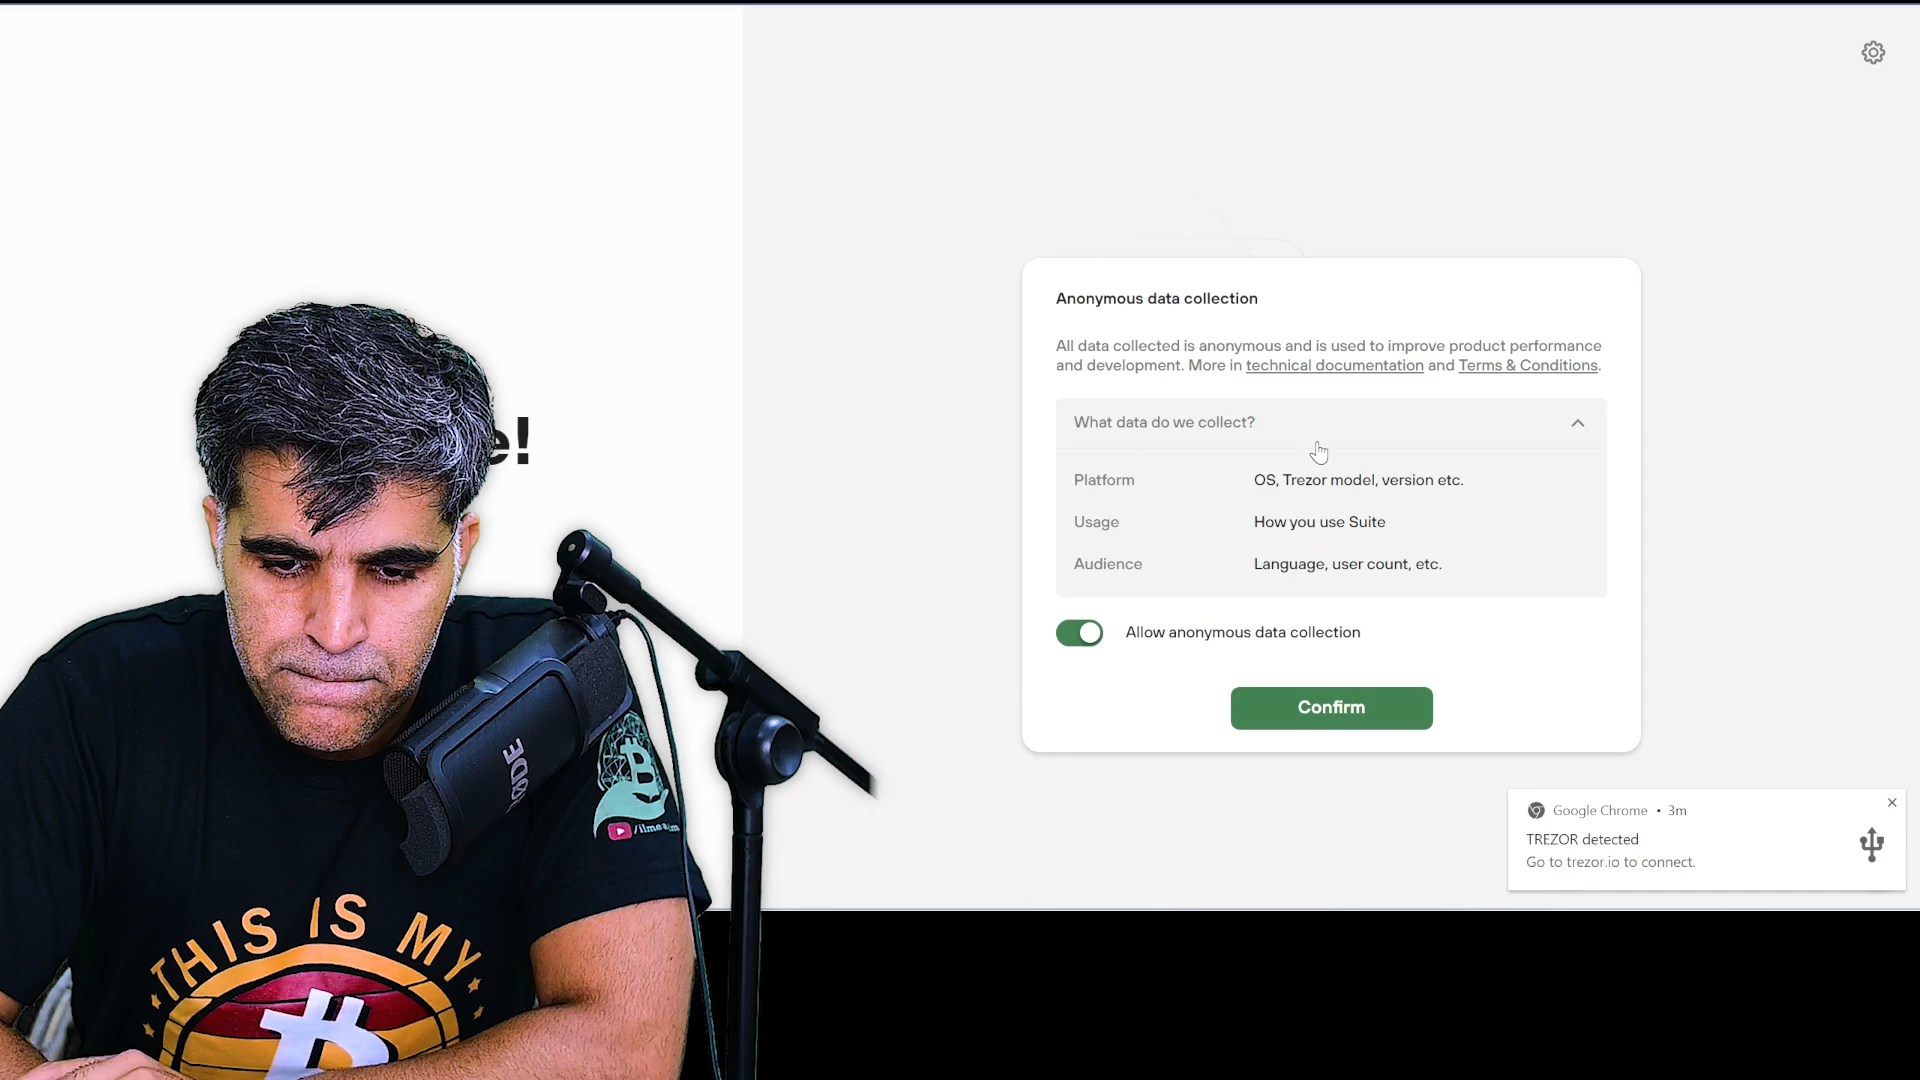 e!
Anonymous data collection
All data collected is anonymous and is used to improve product performance
and development. More in technical documentation and Terms & Conditions.
What data do we collect?
Platform OS, Trezor model, version etc.
Usage How you use Suite
Audience Language, user count, etc.
Allow anonymous data collection
Confirm
Google Chrome • 3m
TREZOR detected
Go to trezor.io to connect.
RØDE
THIS IS MY